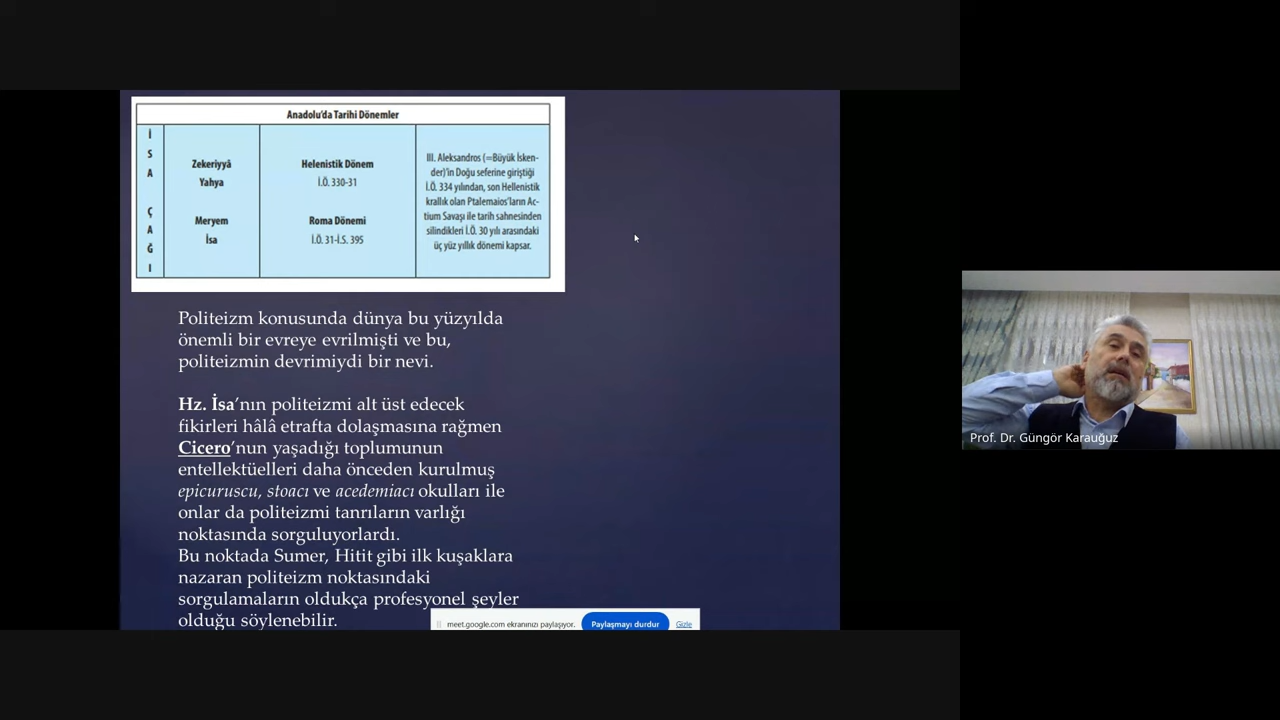 Anadolu'da Tarihi Dönemler
İ
S
A
Ç
A
Ğ
I
Zekeriyyâ
Yahya
Meryem
İsa
Helenistik Dönem
İ.Ö. 330-31
Roma Dönemi
İ.Ö. 31-İ.S. 395
III. Aleksandros (=Büyük İsken-
der)'in Doğu seferine giriştiği
İ.Ö. 334 yılından, son Hellenistik
krallık olan Ptalemaios'ların Ac-
tium Savaşı ile tarih sahnesinden
silindikleri İ.Ö. 30 yılı arasındaki
üç yüz yıllık dönemi kapsar.
Politeizm konusunda dünya bu yüzyılda
önemli bir evreye evrilmişti ve bu,
politeizmin devrimiydi bir nevi.
Hz. İsa'nın politeizmi alt üst edecek
fikirleri hâlâ etrafta dolaşmasına rağmen
Cicero'nun yaşadığı toplumunun
entellektüelleri daha önceden kurulmuş
epicuruscu, stoacı ve acedemiacı okulları ile
onlar da politeizmi tanrıların varlığı
noktasında sorguluyorlardı.
Bu noktada Sumer, Hitit gibi ilk kuşaklara
nazaran politeizm noktasındaki
sorgulamaların oldukça profesyonel şeyler
olduğu söylenebilir.
meet.google.com ekranınızı paylaşıyor.
Paylaşmayı durdur
Gizle
Prof. Dr. Güngör Karauğuz